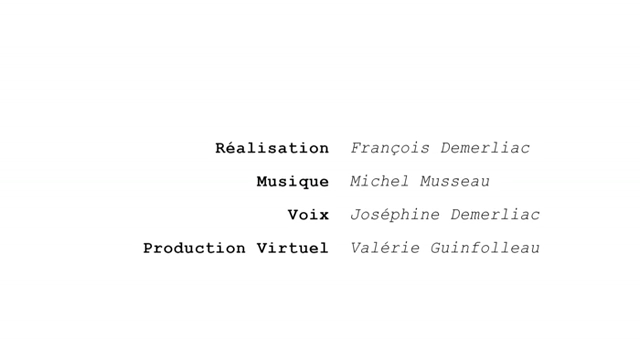 Réalisation François Demerliac
Musique Michel Musseau
Voix Joséphine Demerliac
Production Virtuel Valérie Guinfolleau